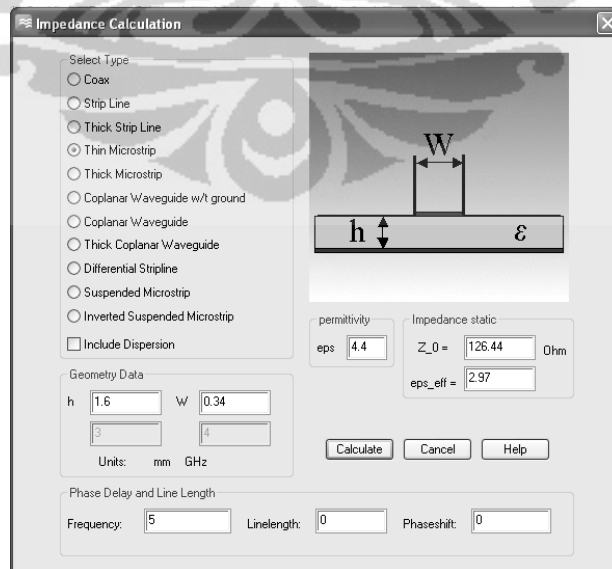 Impedance Calculation
Select Type
Coax
Strip Line
Thick Strip Line
Thin Microstrip
Thick Microstrip
Coplanar Waveguide w/t ground
Coplanar Waveguide
Thick Coplanar Waveguide
Differential Stripline
Suspended Microstrip
Inverted Suspended Microstrip
Include Dispersion
W
h
ε
permittivity
eps 4.4
Impedance static
Z_0 = 126.44 Ohm
eps_eff = 2.97
Geometry Data
h 1.6 W 0.34
3 4
Units: mm GHz
Calculate Cancel Help
Phase Delay and Line Length
Frequency: 5 Linelength: 0 Phaseshift: 0